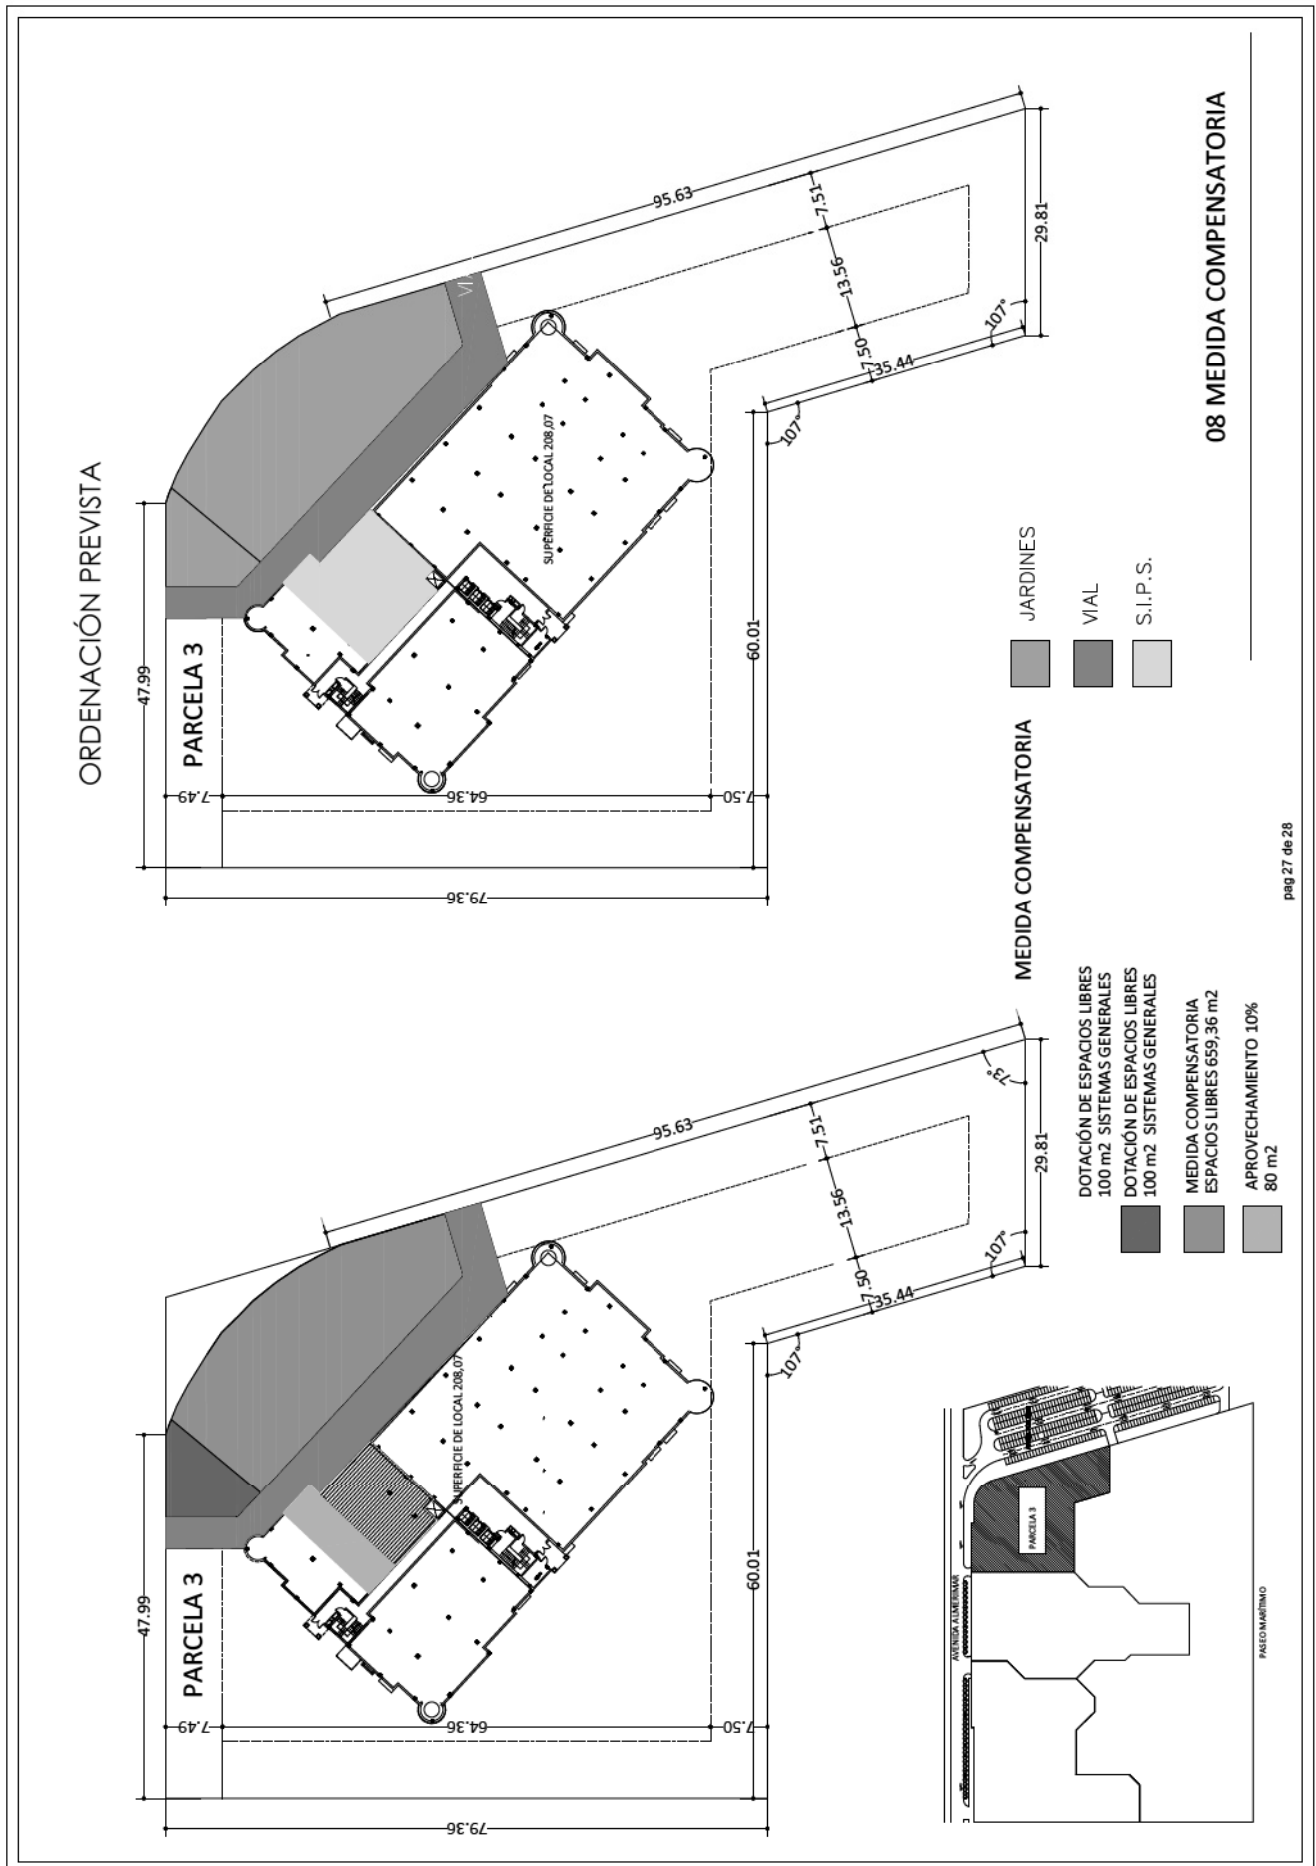 ORDENACIÓN PREVISTA
47.99
PARCELA 3
7.49
64.36
7.50
79.36
60.01
SUPERFICIE DE LOCAL 208,07
VI
95.63
7.51
13.56
7.50
35.44
107°
107°
29.81
47.99
PARCELA 3
7.49
64.36
7.50
79.36
60.01
SUPERFICIE DE LOCAL 208,07
95.63
7.51
13.56
7.50
35.44
107°
107°
73°
29.81
MEDIDA COMPENSATORIA
JARDINES
VIAL
S.I.P.S.
DOTACIÓN DE ESPACIOS LIBRES
100 m2 SISTEMAS GENERALES
DOTACIÓN DE ESPACIOS LIBRES
100 m2 SISTEMAS GENERALES
MEDIDA COMPENSATORIA
ESPACIOS LIBRES 659,36 m2
APROVECHAMIENTO 10%
80 m2
AVENIDA ALMERIMAR
PARCELA 3
PASEO MARÍTIMO
08 MEDIDA COMPENSATORIA
pag 27 de 28